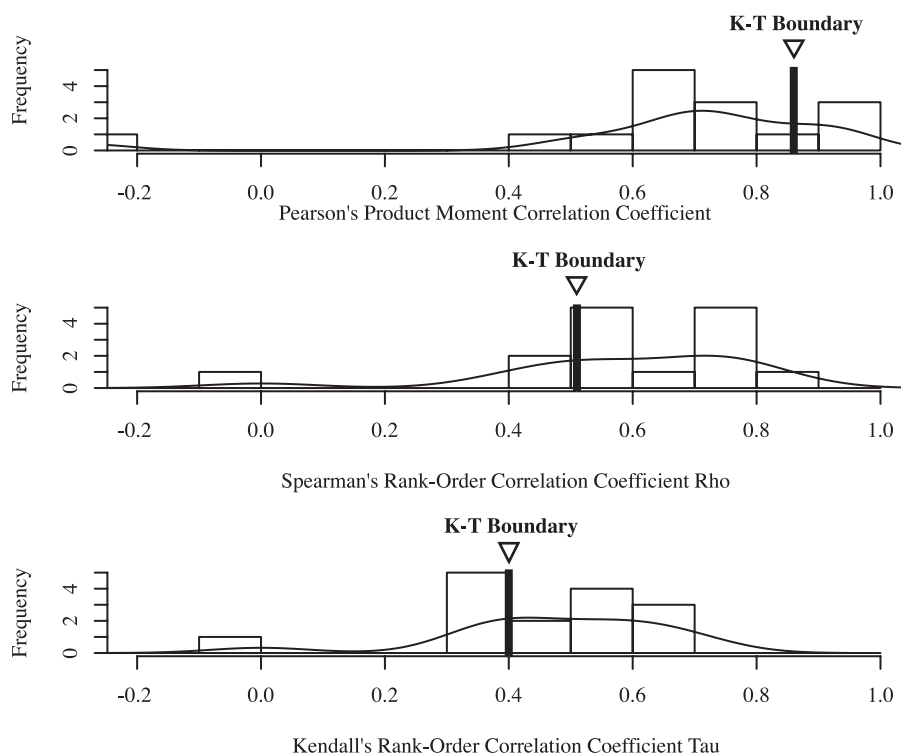 K-T Boundary
Frequency
0 2 4
-0.2 0.0 0.2 0.4 0.6 0.8 1.0
Pearson's Product Moment Correlation Coefficient
K-T Boundary
Frequency
0 2 4
-0.2 0.0 0.2 0.4 0.6 0.8 1.0
Spearman's Rank-Order Correlation Coefficient Rho
K-T Boundary
Frequency
0 2 4
-0.2 0.0 0.2 0.4 0.6 0.8 1.0
Kendall's Rank-Order Correlation Coefficient Tau